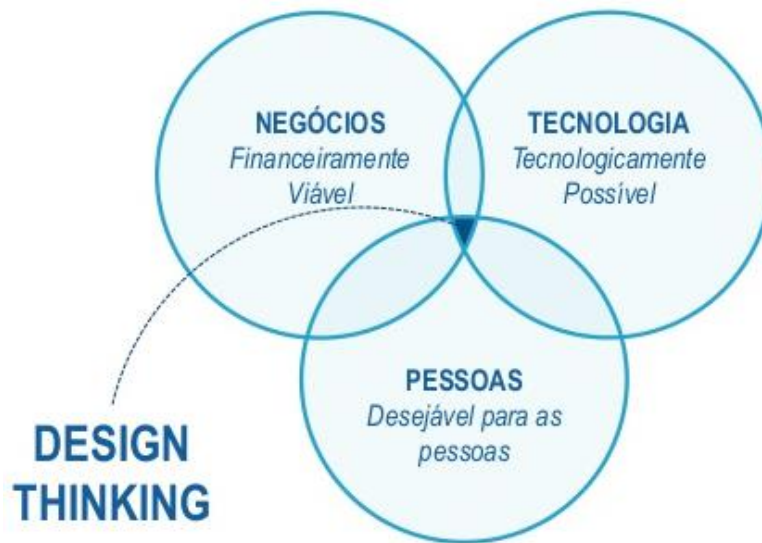 NEGÓCIOS
Financeiramente
Viável
TECNOLOGIA
Tecnologicamente
Possível
PESSOAS
Desejável para as
pessoas
DESIGN
THINKING